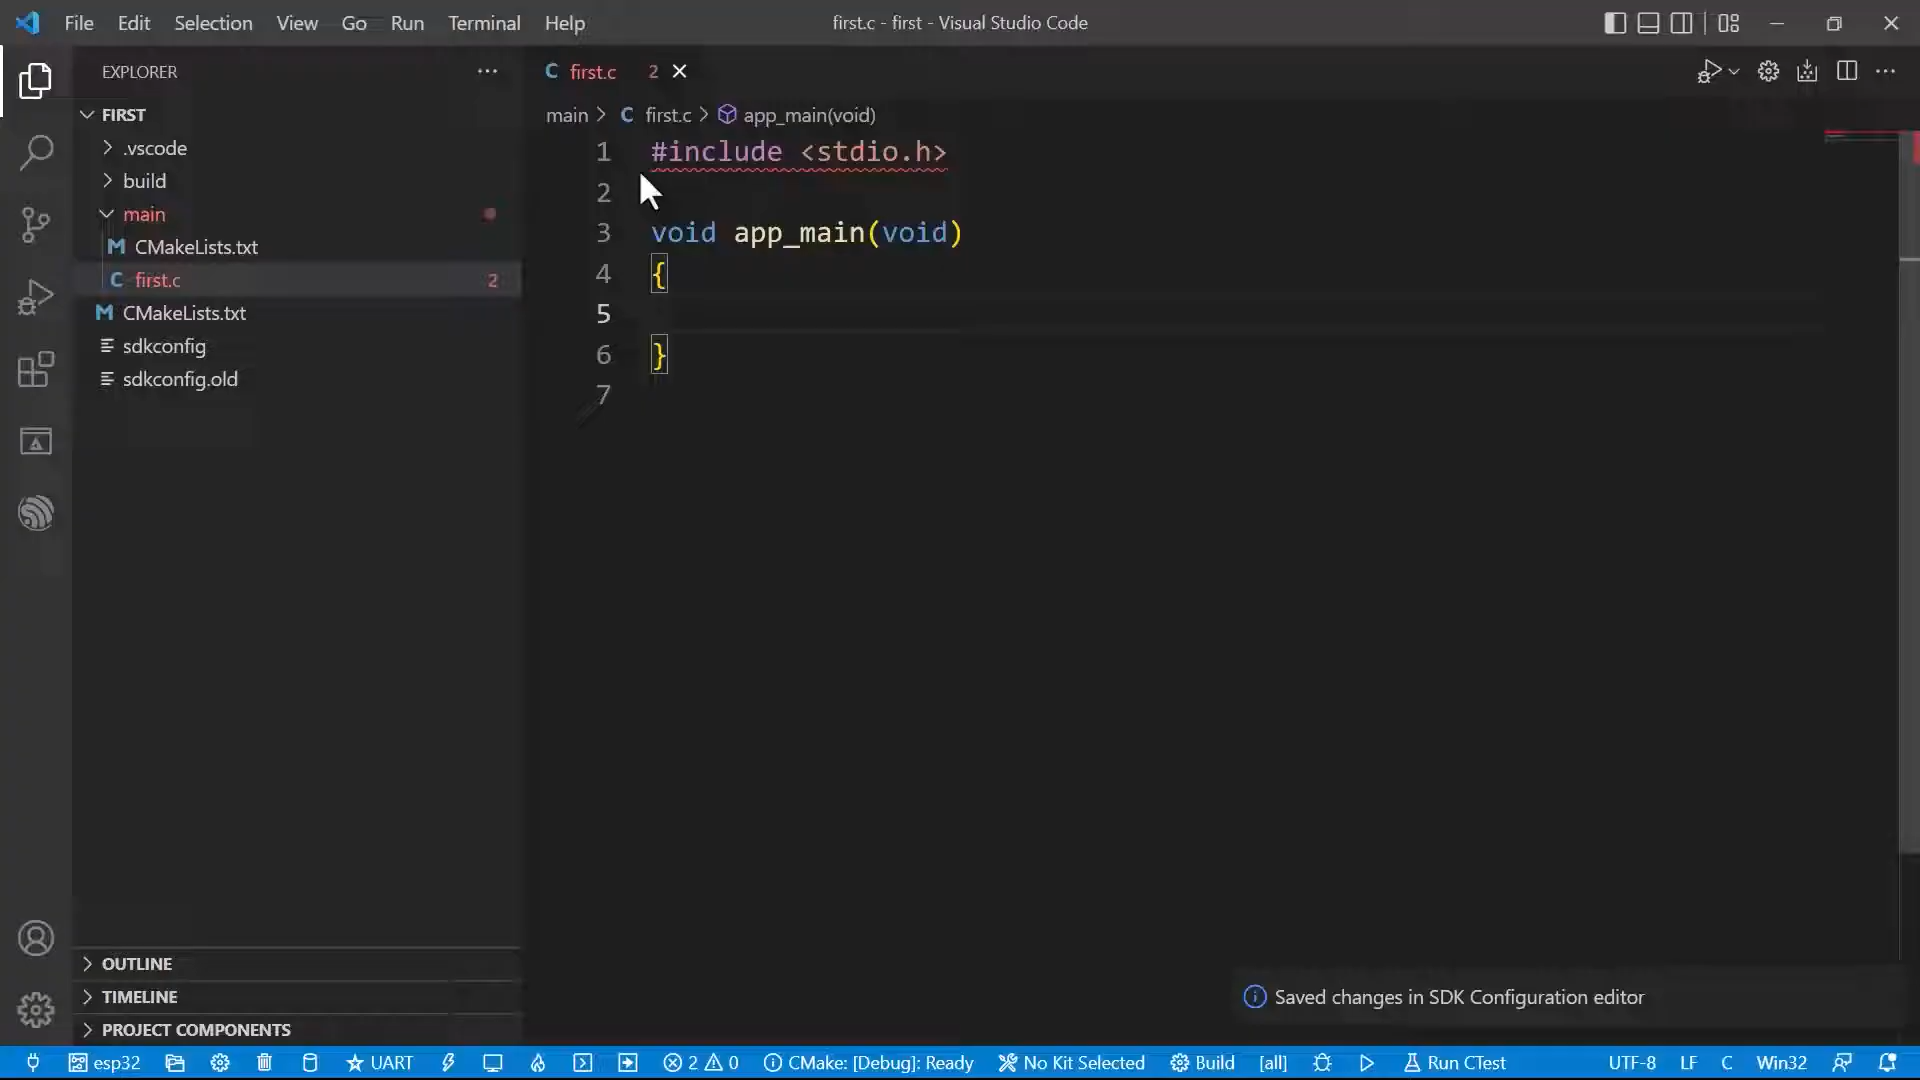 File Edit Selection View Go Run Terminal Help first.c - first - Visual Studio Code
EXPLORER
FIRST
.vscode
build
main
CMakeLists.txt
first.c 2
CMakeLists.txt
sdkconfig
sdkconfig.old
OUTLINE
TIMELINE
PROJECT COMPONENTS
C first.c 2
main > C first.c > app_main(void)
1 #include <stdio.h>
2
3 void app_main(void)
4 {
5
6 }
7
Saved changes in SDK Configuration editor
esp32 UART 2 0 CMake: [Debug]: Ready No Kit Selected Build [all] Run CTest UTF-8 LF C Win32